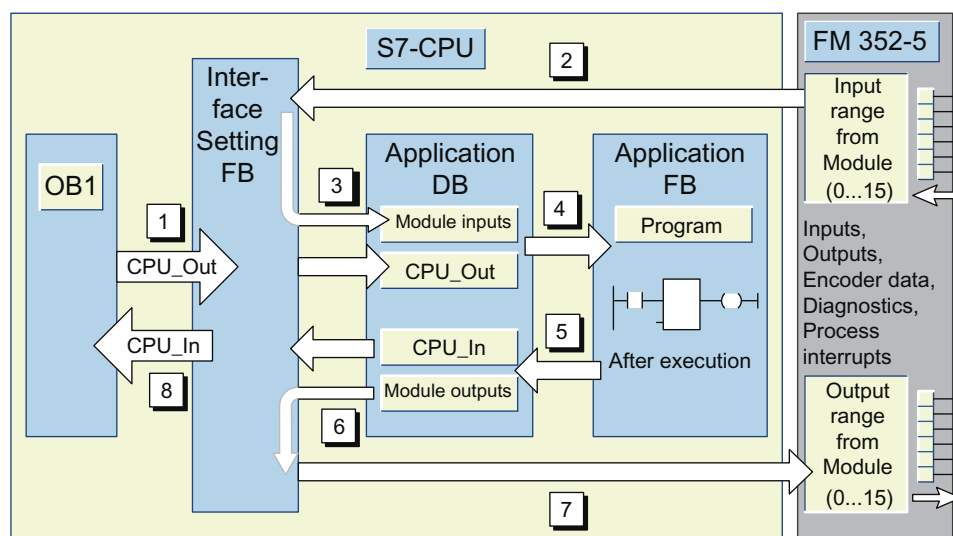 S7-CPU
FM 352-5
2
Inter-
face
Setting
FB
Input
range
from
Module
(0...15)
OB1
1
CPU_Out
CPU_In
8
3
Application
DB
Module inputs
CPU_Out
CPU_In
Module outputs
4
5
6
Application
FB
Program
After execution
Inputs,
Outputs,
Encoder data,
Diagnostics,
Process
interrupts
Output
range
from
Module
(0...15)
7